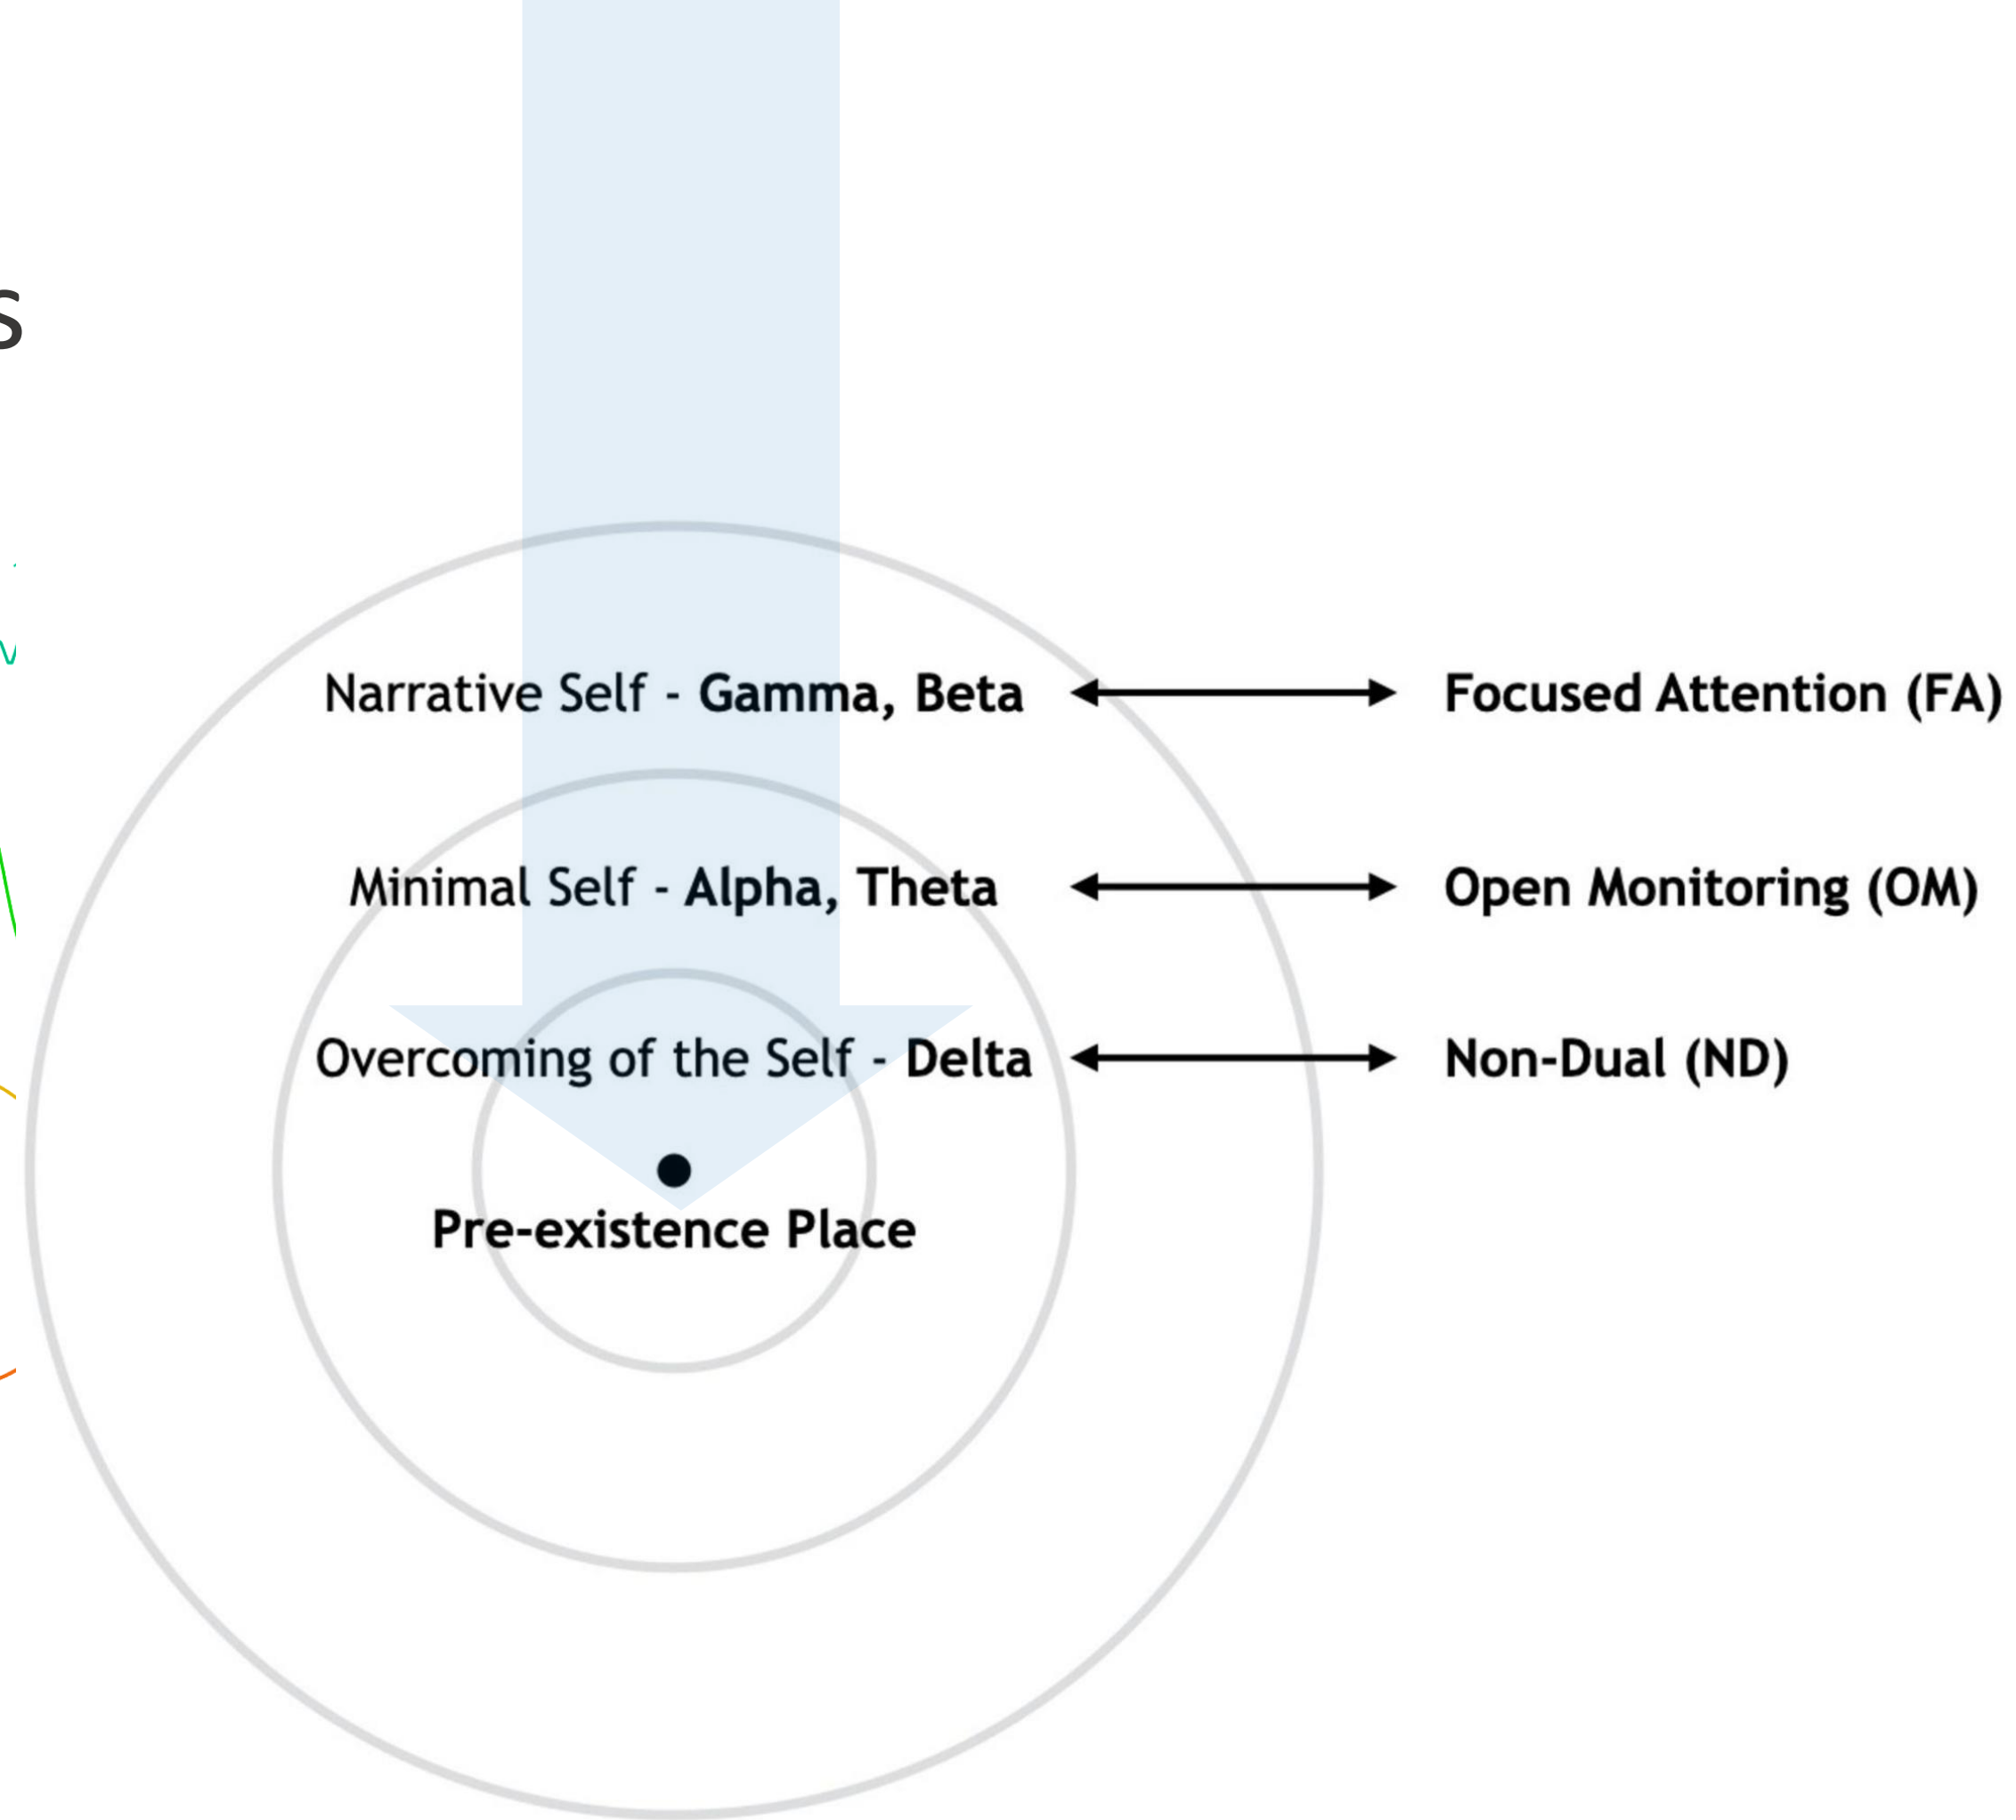 s
Narrative Self - Gamma, Beta
Focused Attention (FA)
Minimal Self - Alpha, Theta
Open Monitoring (OM)
Overcoming of the Self - Delta
Non-Dual (ND)
Pre-existence Place